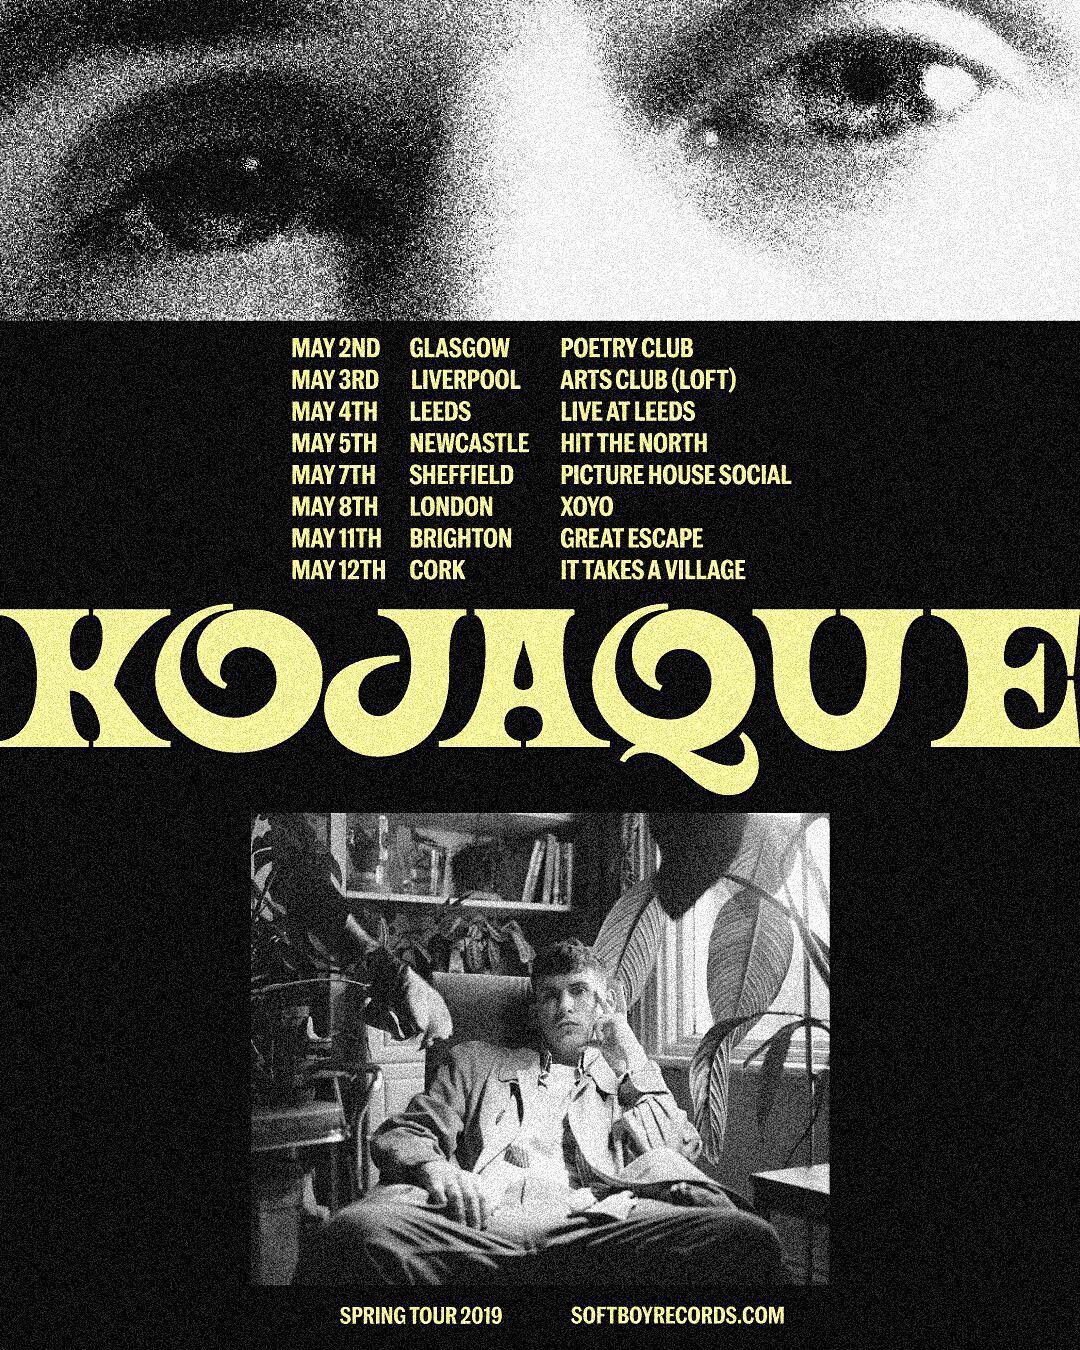 MAY 2ND GLASGOW POETRY CLUB
MAY 3RD LIVERPOOL ARTS CLUB (LOFT)
MAY 4TH LEEDS LIVE AT LEEDS
MAY 5TH NEWCASTLE HIT THE NORTH
MAY 7TH SHEFFIELD PICTURE HOUSE SOCIAL
MAY 8TH LONDON XOYO
MAY 11TH BRIGHTON GREAT ESCAPE
MAY 12TH CORK IT TAKES A VILLAGE
KOJAQUE
SPRING TOUR 2019 SOFTBOYRECORDS.COM